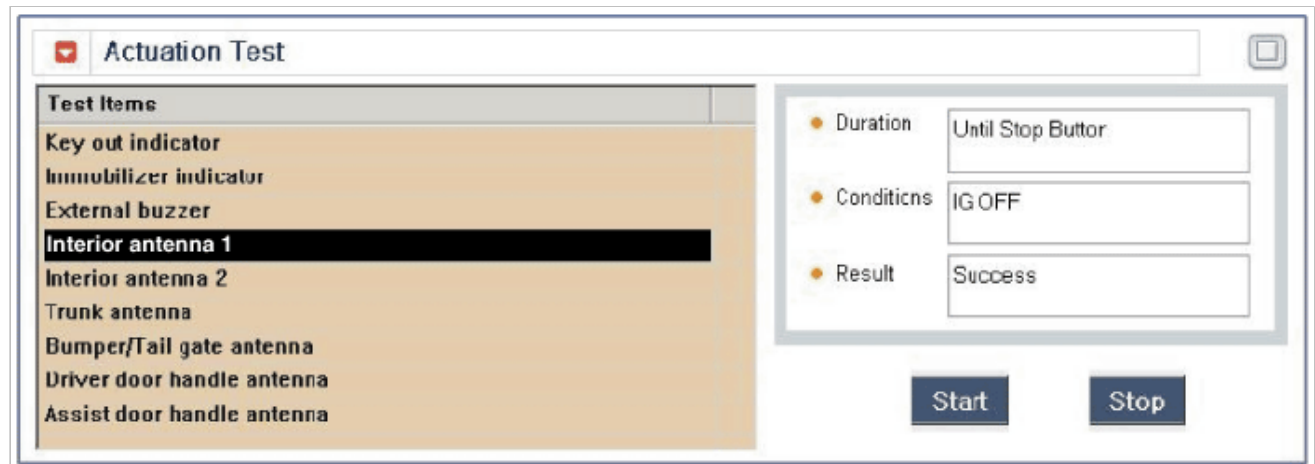 Actuation Test
Test Items
Key out indicator
Immobilizer indicator
External buzzer
Interior antenna 1
Interior antenna 2
Trunk antenna
Bumper/Tail gate antenna
Driver door handle antenna
Assist door handle antenna
Duration
Until Stop Buttor
Conditicns
IG OFF
Result
Success
Start
Stop